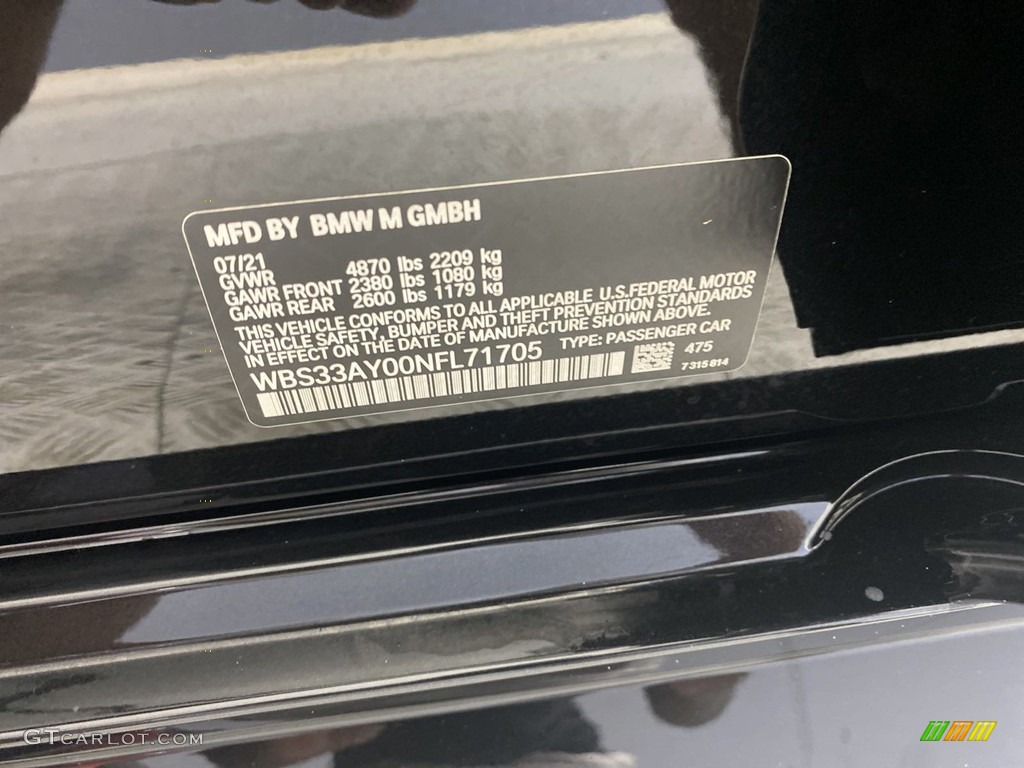 MFD BY BMW M GMBH
07/21
GVWR 4870 lbs 2209 kg
GAWR FRONT 2380 lbs 1080 kg
GAWR REAR 2600 lbs 1179 kg
THIS VEHICLE CONFORMS TO ALL APPLICABLE U.S.FEDERAL MOTOR
VEHICLE SAFETY, BUMPER AND THEFT PREVENTION STANDARDS
IN EFFECT ON THE DATE OF MANUFACTURE SHOWN ABOVE.
WBS33AY00NFL71705 TYPE: PASSENGER CAR
475
7315814
GTcarlot.com